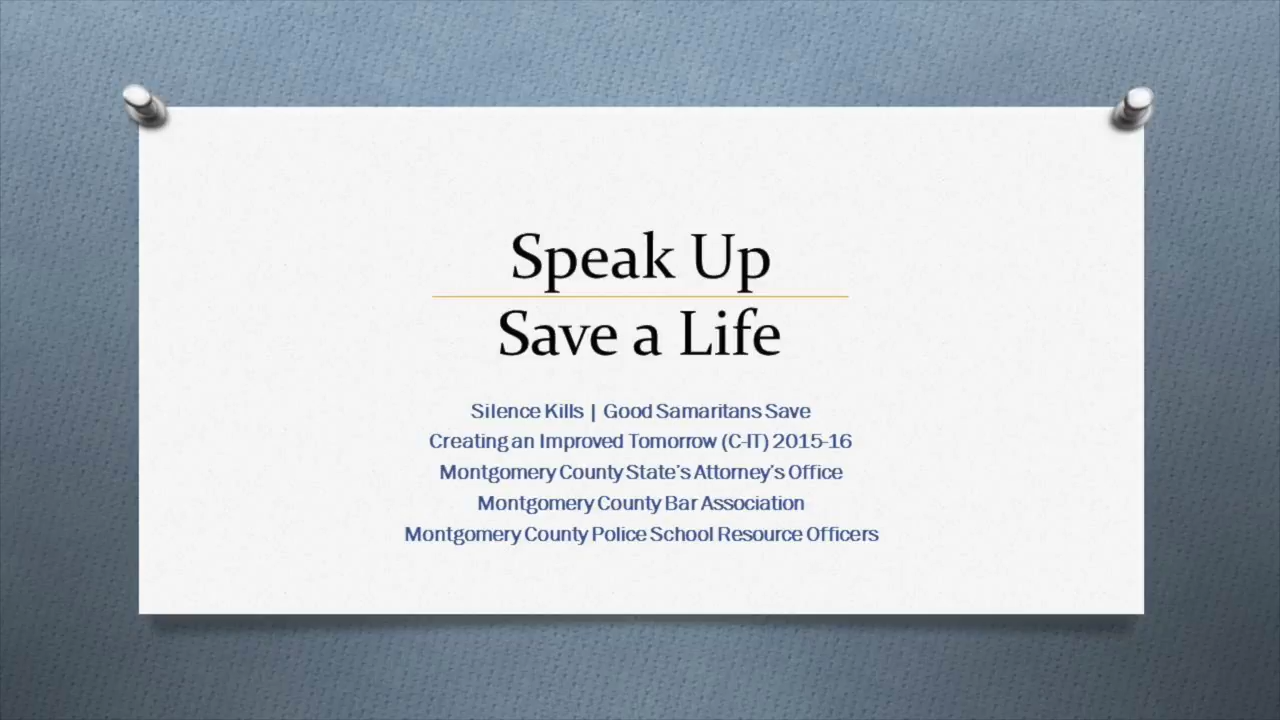 Speak Up
Save a Life
Silence Kills | Good Samaritans Save
Creating an Improved Tomorrow (C-IT) 2015-16
Montgomery County State's Attorney's Office
Montgomery County Bar Association
Montgomery County Police School Resource Officers